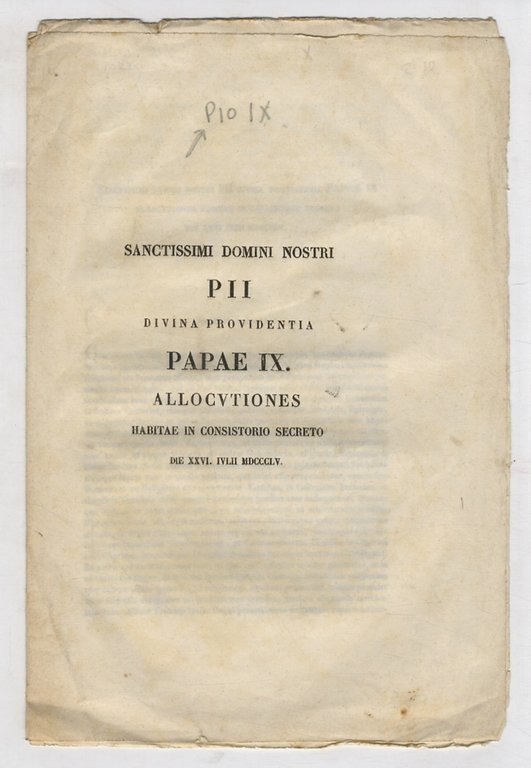 PIO IX
SANCTISSIMI DOMINI NOSTRI
PII
DIVINA PROVIDENTIA
PAPAE IX.
ALLOCVTIONES
HABITAE IN CONSISTORIO SECRETO
DIE XXVI. IVLII MDCCCLV.